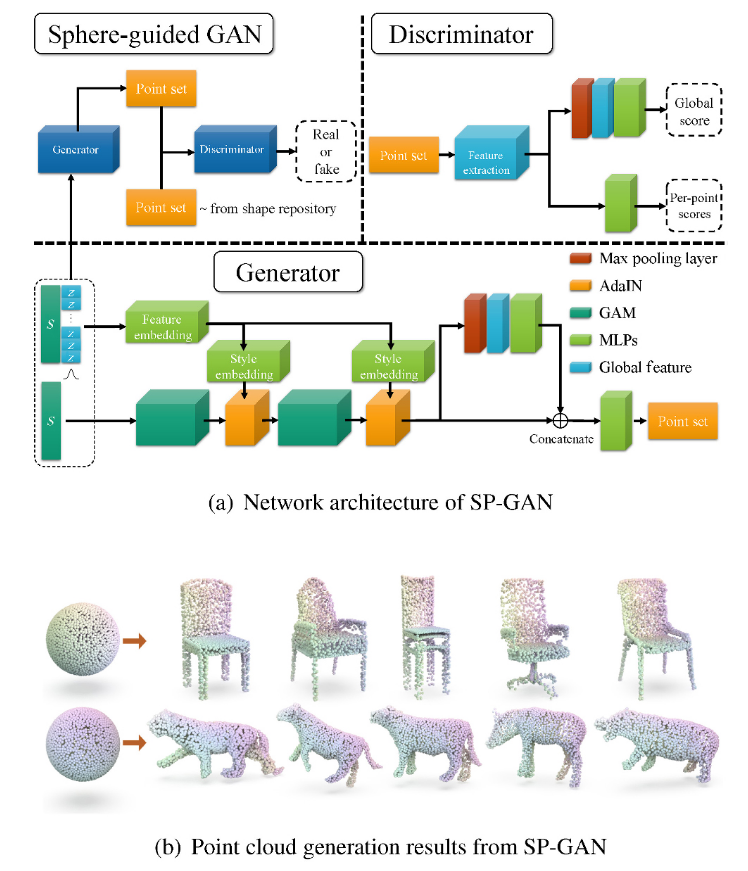 Sphere-guided GAN
Point set
Generator
Discriminator
Real
or
fake
Point set ~ from shape repository
Discriminator
Point set
Feature
extraction
Global
score
Per-point
scores
Generator
Max pooling layer
AdaIN
GAM
MLPs
Global feature
S
Z
Z
⋮
Z
Z
Z
Feature
embedding
Style
embedding
Style
embedding
S
Concatenate
Point set
(a) Network architecture of SP-GAN
(b) Point cloud generation results from SP-GAN